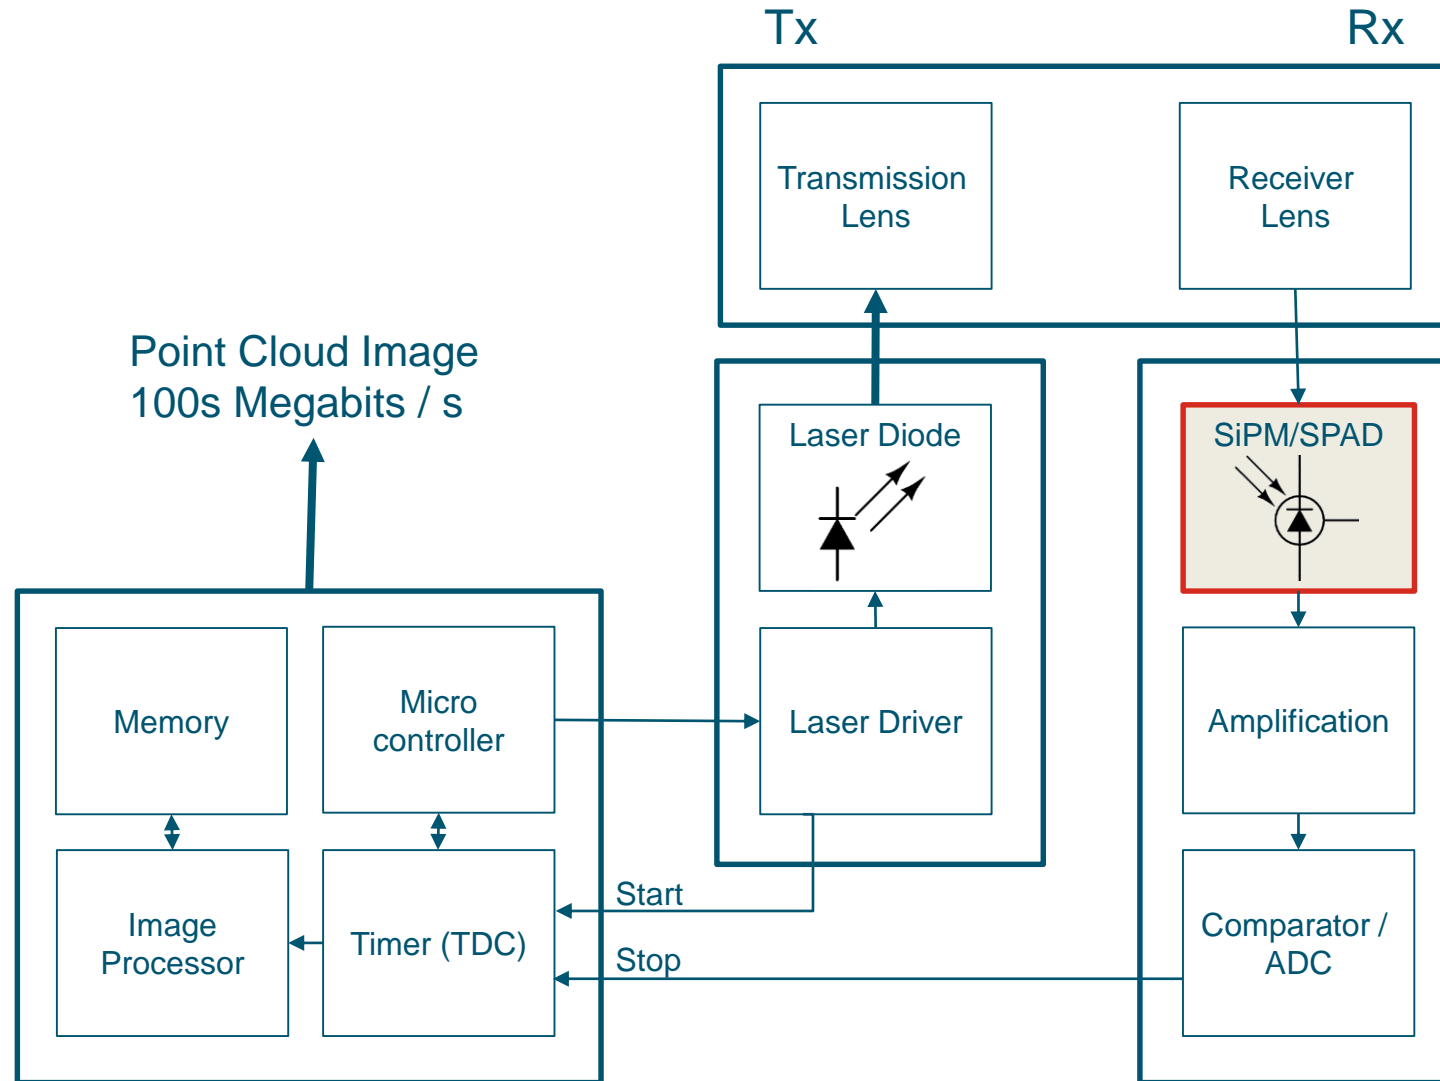 Tx
Rx
Transmission
Lens
Receiver
Lens
Point Cloud Image
100s Megabits / s
Laser Diode
SiPM/SPAD
Memory
Micro
controller
Laser Driver
Amplification
Start
Image
Processor
Timer (TDC)
Stop
Comparator /
ADC